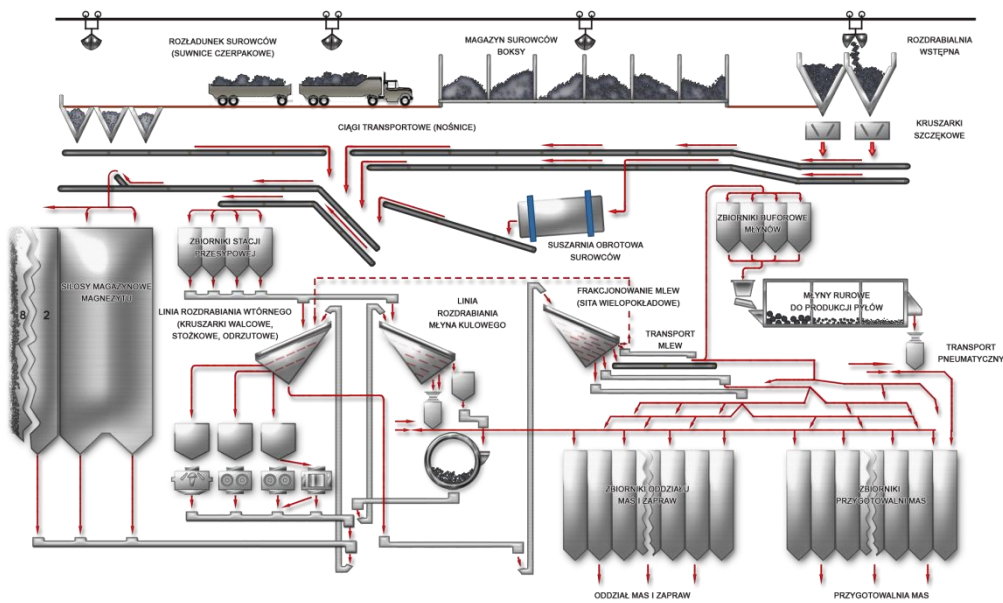 ROZŁADUNEK SUROWCÓW
(SUWNICE CZERPAKOWE)
MAGAZYN SUROWCÓW
BOKSY
ROZDRABIALNIA
WSTĘPNA
CIĄGI TRANSPORTOWE (NOŚNICE)
KRUSZARKI
SZCZĘKOWE
ZBIORNIKI STACJI
PRZESYPOWEJ
SUSZARNIA OBROTOWA
SUROWCÓW
ZBIORNIKI BUFOROWE
MŁYNÓW
SILOSY MAGAZYNOWE
MAGNEZYTU
8
2
LINIA ROZDRABIANIA WTÓRNEGO
(KRUSZARKI WALCOWE,
STOŻKOWE, ODRZUTOWE)
LINIA
ROZDRABIANIA
MŁYNA KULOWEGO
FRAKCJONOWANIE MLEW
(SITA WIELOPOKŁADOWE)
MŁYNY RUROWE
DO PRODUKCJI PYŁÓW
TRANSPORT
MLEW
TRANSPORT
PNEUMATYCZNY
ZBIORNIKI ODDZIAŁU
MAS I ZAPRAW
ZBIORNIKI
PRZYGOTOWALNI MAS
ODDZIAŁ MAS I ZAPRAW
PRZYGOTOWALNIA MAS